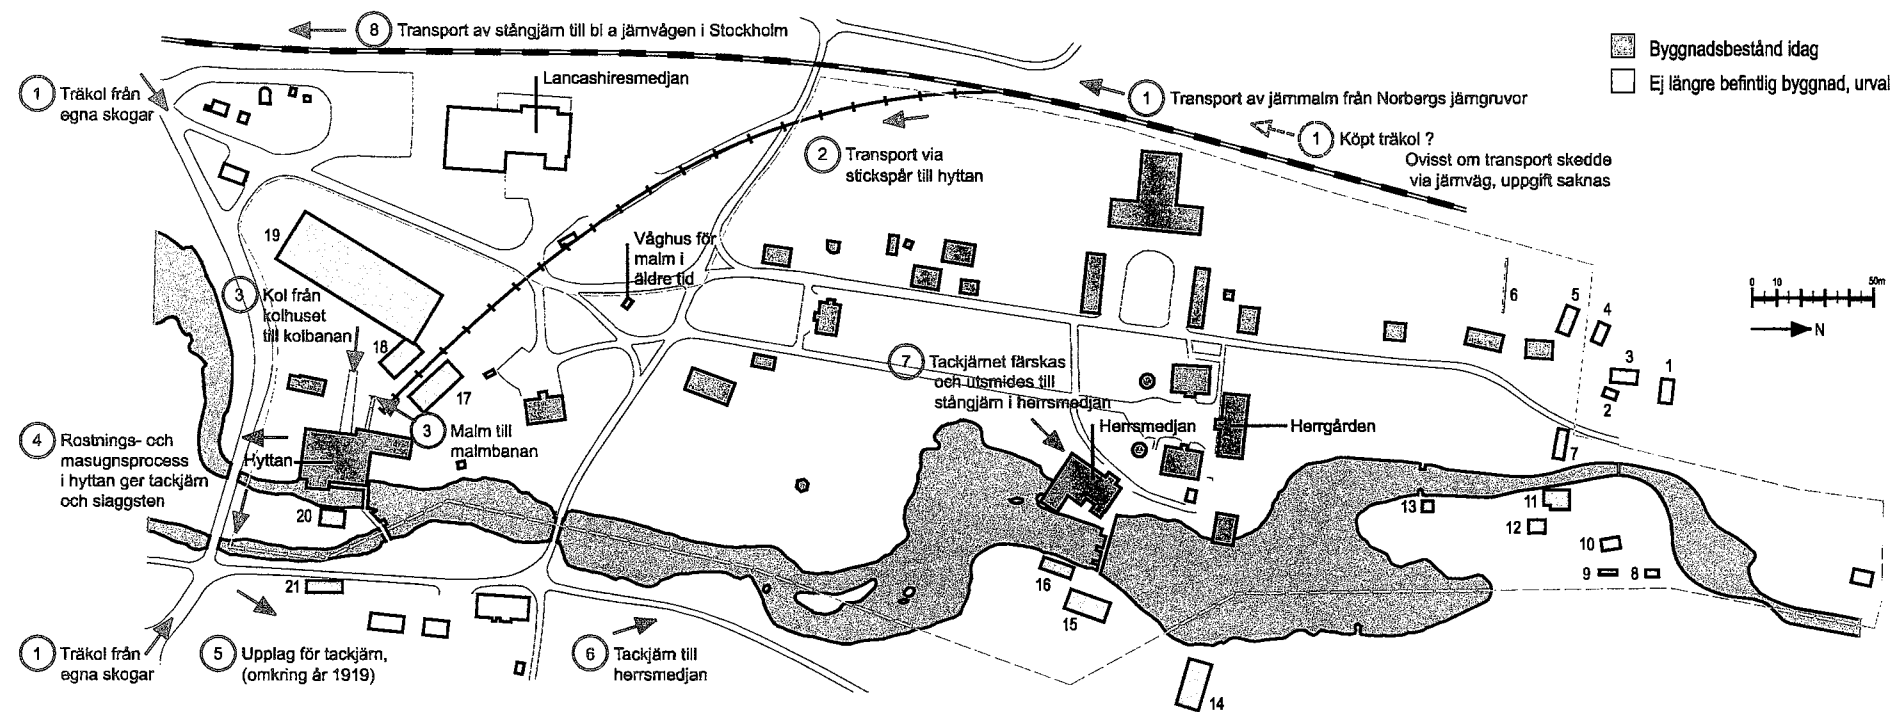 8 Transport av stångjärn till bl a järnvägen i Stockholm
Byggnadsbestånd idag
Ej längre befintlig byggnad, urval
1 Träkol från
egna skogar
Lancashiresmedjan
1 Transport av järnmalm från Norbergs järngruvor
1 Köpt träkol ?
Ovisst om transport skedde
via järnväg, uppgift saknas
2 Transport via
stickspår till hyttan
19
Våghus för
malm i
äldre tid
3 Kol från
kolhuset
till kolbanan
0 10 50m
N
6
5
4
3
1
2
7
18
17
7 Tackjärnet färskas
och utsmides till
stångjärn i herrsmedjan
Herrsmedjan
Herrgården
3 Malm till
malmbanan
4 Rostnings- och
masugnsprocess
i hyttan ger tackjärn
och slaggsten
Hyttan
20
13
11
12
10
9
8
21
16
15
14
1 Träkol från
egna skogar
5 Upplag för tackjärn,
(omkring år 1919)
6 Tackjärn till
herrsmedjan